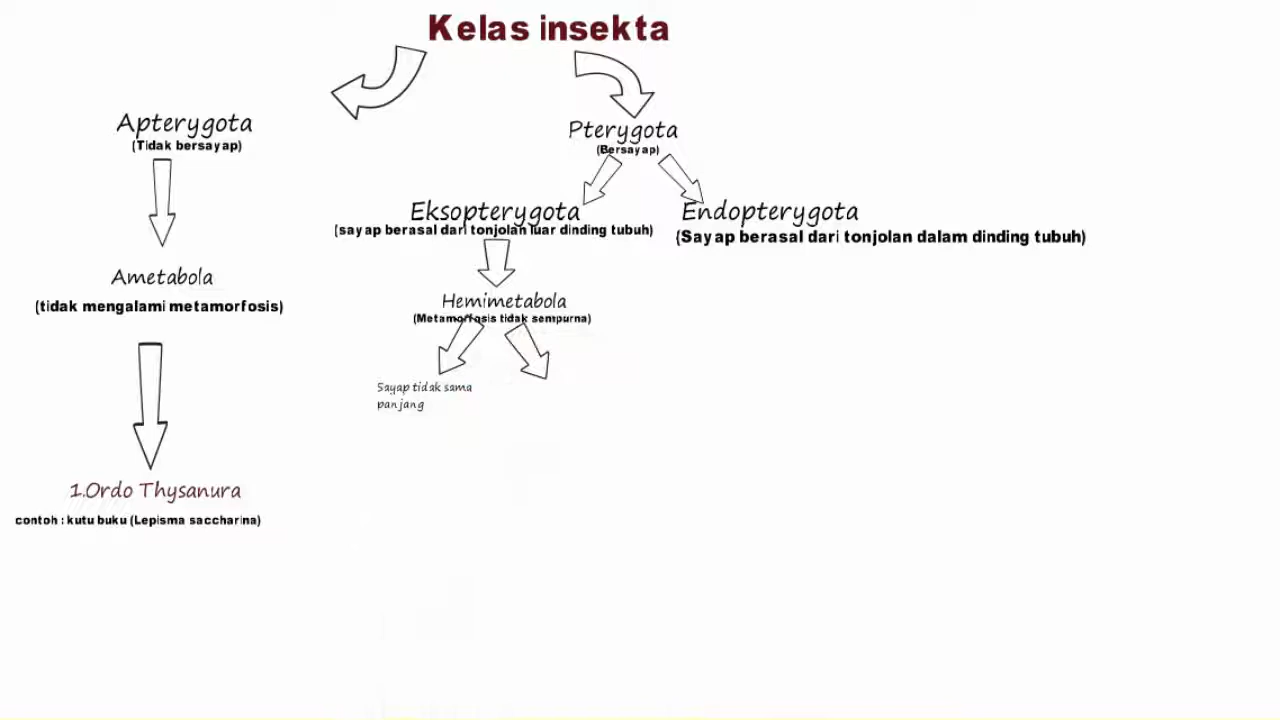 Kelas insekta
Apterygota
(Tidak bersayap)
Pterygota
(Bersayap)
Eksopterygota
(sayap berasal dari tonjolan luar dinding tubuh)
Endopterygota
(Sayap berasal dari tonjolan dalam dinding tubuh)
Ametabola
(tidak mengalami metamorfosis)
Hemimetabola
(Metamorfosis tidak sempurna)
Sayap tidak sama
panjang
1.Ordo Thysanura
contoh : kutu buku (Lepisma saccharina)